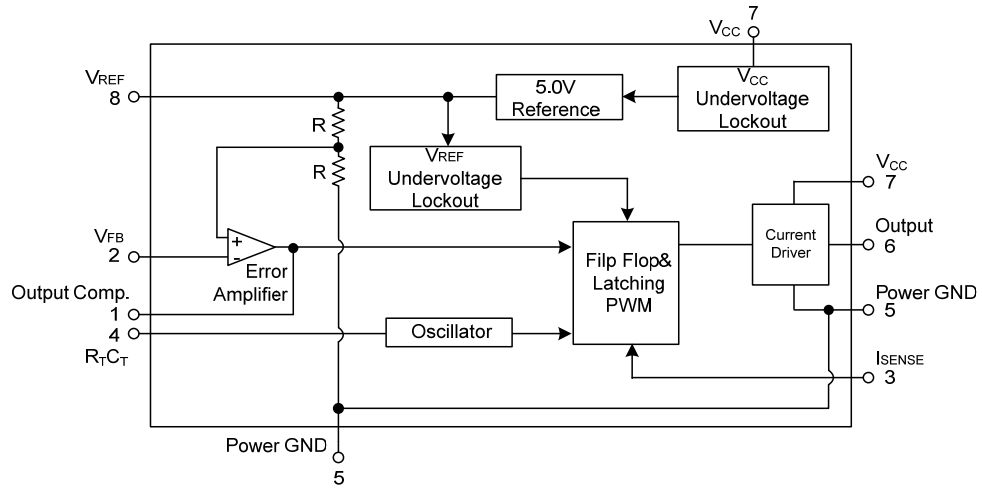 7
VCC
VREF
8
5.0V
Reference
VCC
Undervoltage
Lockout
R
R
VREF
Undervoltage
Lockout
VCC
7
VFB
2
+
-
Error
Amplifier
Filp Flop&
Latching
PWM
Current
Driver
Output
6
Output Comp.
1
4
RTCT
Oscillator
Power GND
5
ISENSE
3
Power GND
5